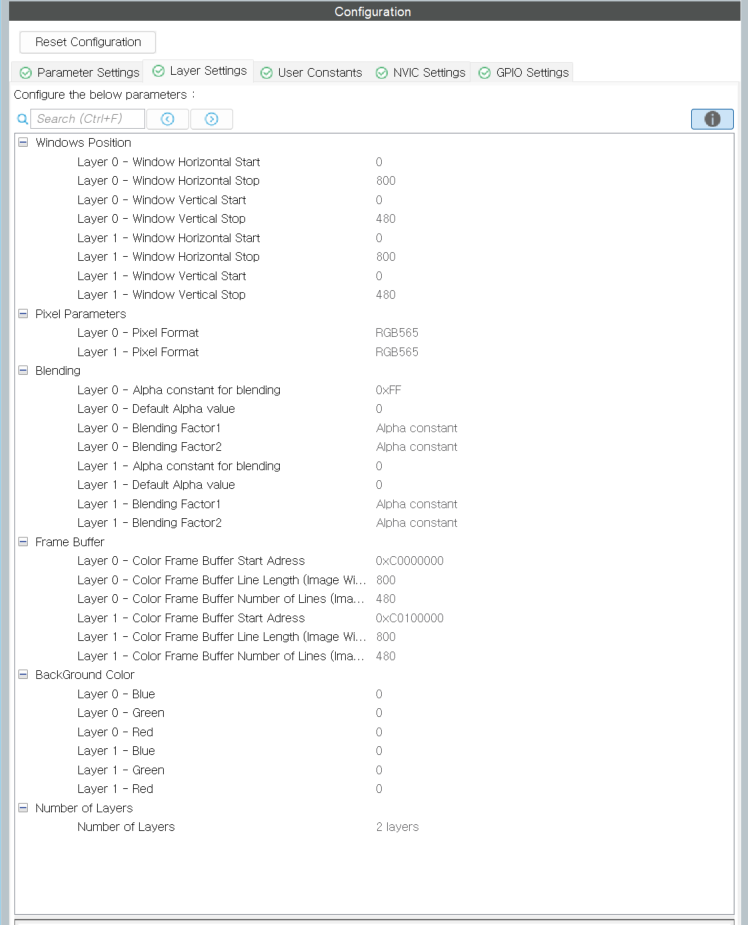 Configuration
Reset Configuration
Parameter Settings Layer Settings User Constants NVIC Settings GPIO Settings
Configure the below parameters :
Search (Ctrl+F)
Windows Position
Layer 0 - Window Horizontal Start 0
Layer 0 - Window Horizontal Stop 800
Layer 0 - Window Vertical Start 0
Layer 0 - Window Vertical Stop 480
Layer 1 - Window Horizontal Start 0
Layer 1 - Window Horizontal Stop 800
Layer 1 - Window Vertical Start 0
Layer 1 - Window Vertical Stop 480
Pixel Parameters
Layer 0 - Pixel Format RGB565
Layer 1 - Pixel Format RGB565
Blending
Layer 0 - Alpha constant for blending 0xFF
Layer 0 - Default Alpha value 0
Layer 0 - Blending Factor1 Alpha constant
Layer 0 - Blending Factor2 Alpha constant
Layer 1 - Alpha constant for blending 0
Layer 1 - Default Alpha value 0
Layer 1 - Blending Factor1 Alpha constant
Layer 1 - Blending Factor2 Alpha constant
Frame Buffer
Layer 0 - Color Frame Buffer Start Adress 0xC0000000
Layer 0 - Color Frame Buffer Line Length (Image Wi... 800
Layer 0 - Color Frame Buffer Number of Lines (Ima... 480
Layer 1 - Color Frame Buffer Start Adress 0xC0100000
Layer 1 - Color Frame Buffer Line Length (Image Wi... 800
Layer 1 - Color Frame Buffer Number of Lines (Ima... 480
BackGround Color
Layer 0 - Blue 0
Layer 0 - Green 0
Layer 0 - Red 0
Layer 1 - Blue 0
Layer 1 - Green 0
Layer 1 - Red 0
Number of Layers
Number of Layers 2 layers